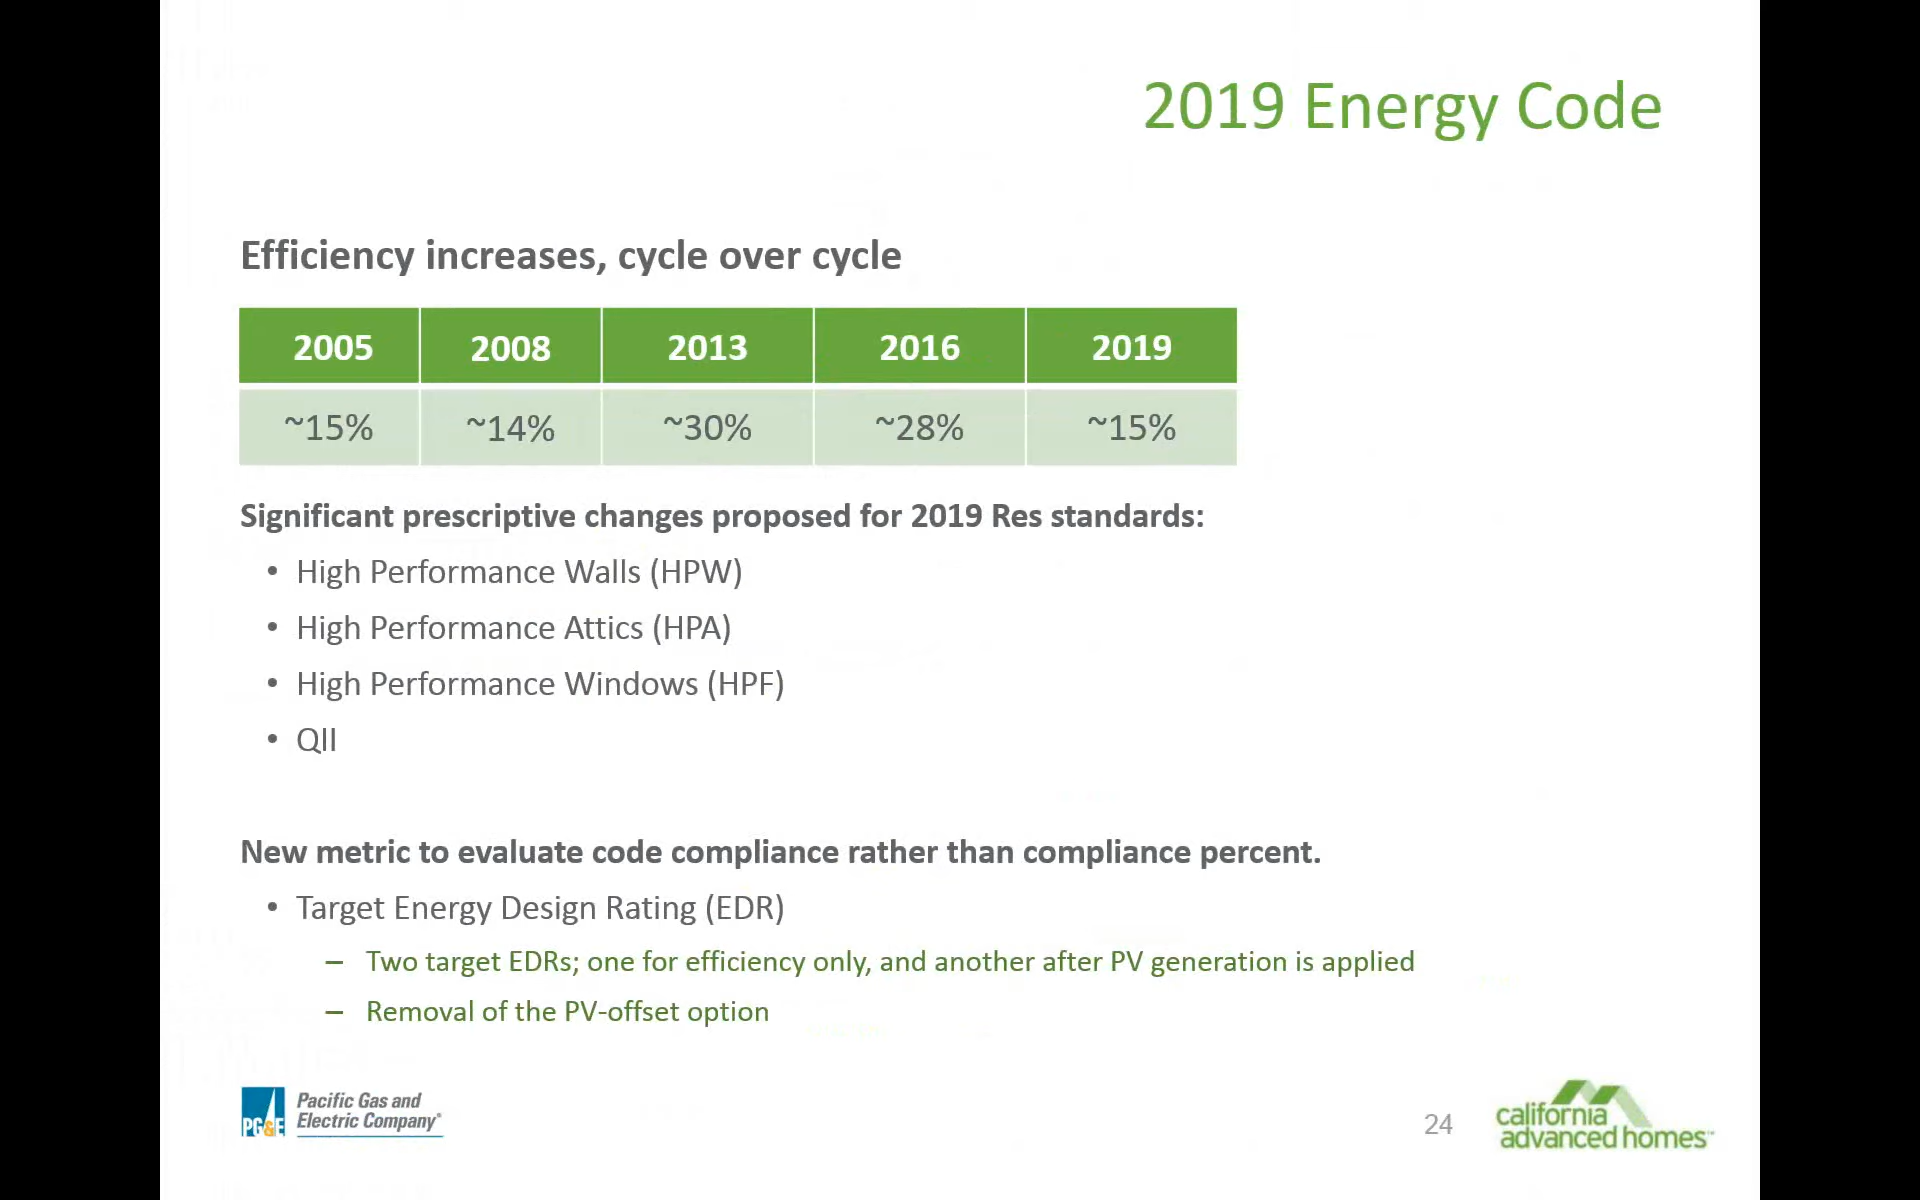 2019 Energy Code
Efficiency increases, cycle over cycle
2005 2008 2013 2016 2019
~15% ~14% ~30% ~28% ~15%
Significant prescriptive changes proposed for 2019 Res standards:
• High Performance Walls (HPW)
• High Performance Attics (HPA)
• High Performance Windows (HPF)
• QII
New metric to evaluate code compliance rather than compliance percent.
• Target Energy Design Rating (EDR)
– Two target EDRs; one for efficiency only, and another after PV generation is applied
– Removal of the PV-offset option
PG&E
Pacific Gas and
Electric Company®
24
california
advanced homes™